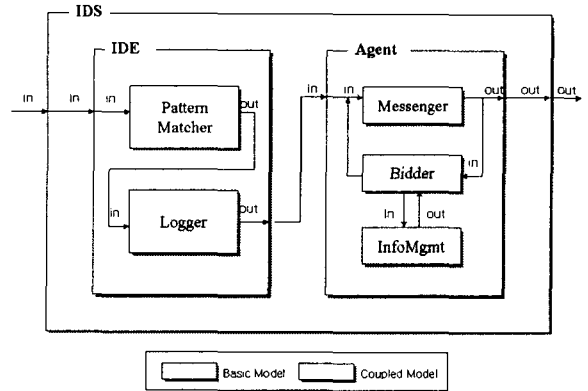 IDS
IDE
Agent
in
in
in
Pattern
Matcher
out
in
Logger
out
in
in
Messenger
out
out
out
Bidder
in
in
out
InfoMgmt
Basic Model
Coupled Model